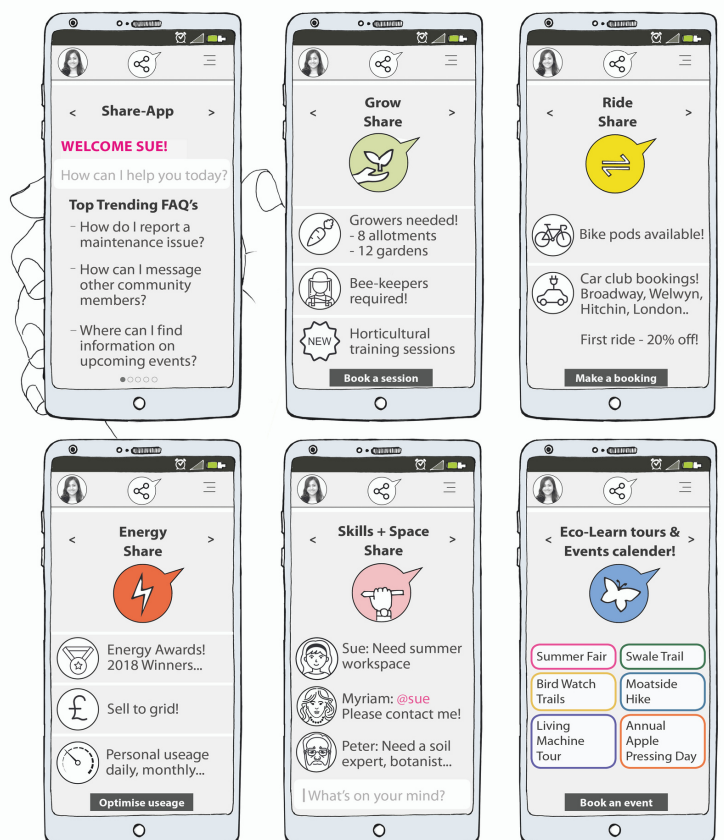 < Share-App >
WELCOME SUE!
How can I help you today?
Top Trending FAQ's
- How do I report a
maintenance issue?
- How can I message
other community
members?
- Where can I find
information on
upcoming events?
< Grow >
Share
Growers needed!
- 8 allotments
- 12 gardens
Bee-keepers
required!
NEW
Horticultural
training sessions
Book a session
< Ride >
Share
Bike pods available!
Car club bookings!
Broadway, Welwyn,
Hitchin, London..
First ride - 20% off!
Make a booking
< Energy >
Share
Energy Awards!
2018 Winners...
£
Sell to grid!
Personal useage
daily, monthly...
Optimise useage
< Skills + Space >
Share
Sue: Need summer
workspace
Myriam: @sue
Please contact me!
Peter: Need a soil
expert, botanist...
What's on your mind?
< Eco-Learn tours & >
Events calender!
Summer Fair
Swale Trail
Bird Watch
Trails
Moatside
Hike
Living
Machine
Tour
Annual
Apple
Pressing Day
Book an event